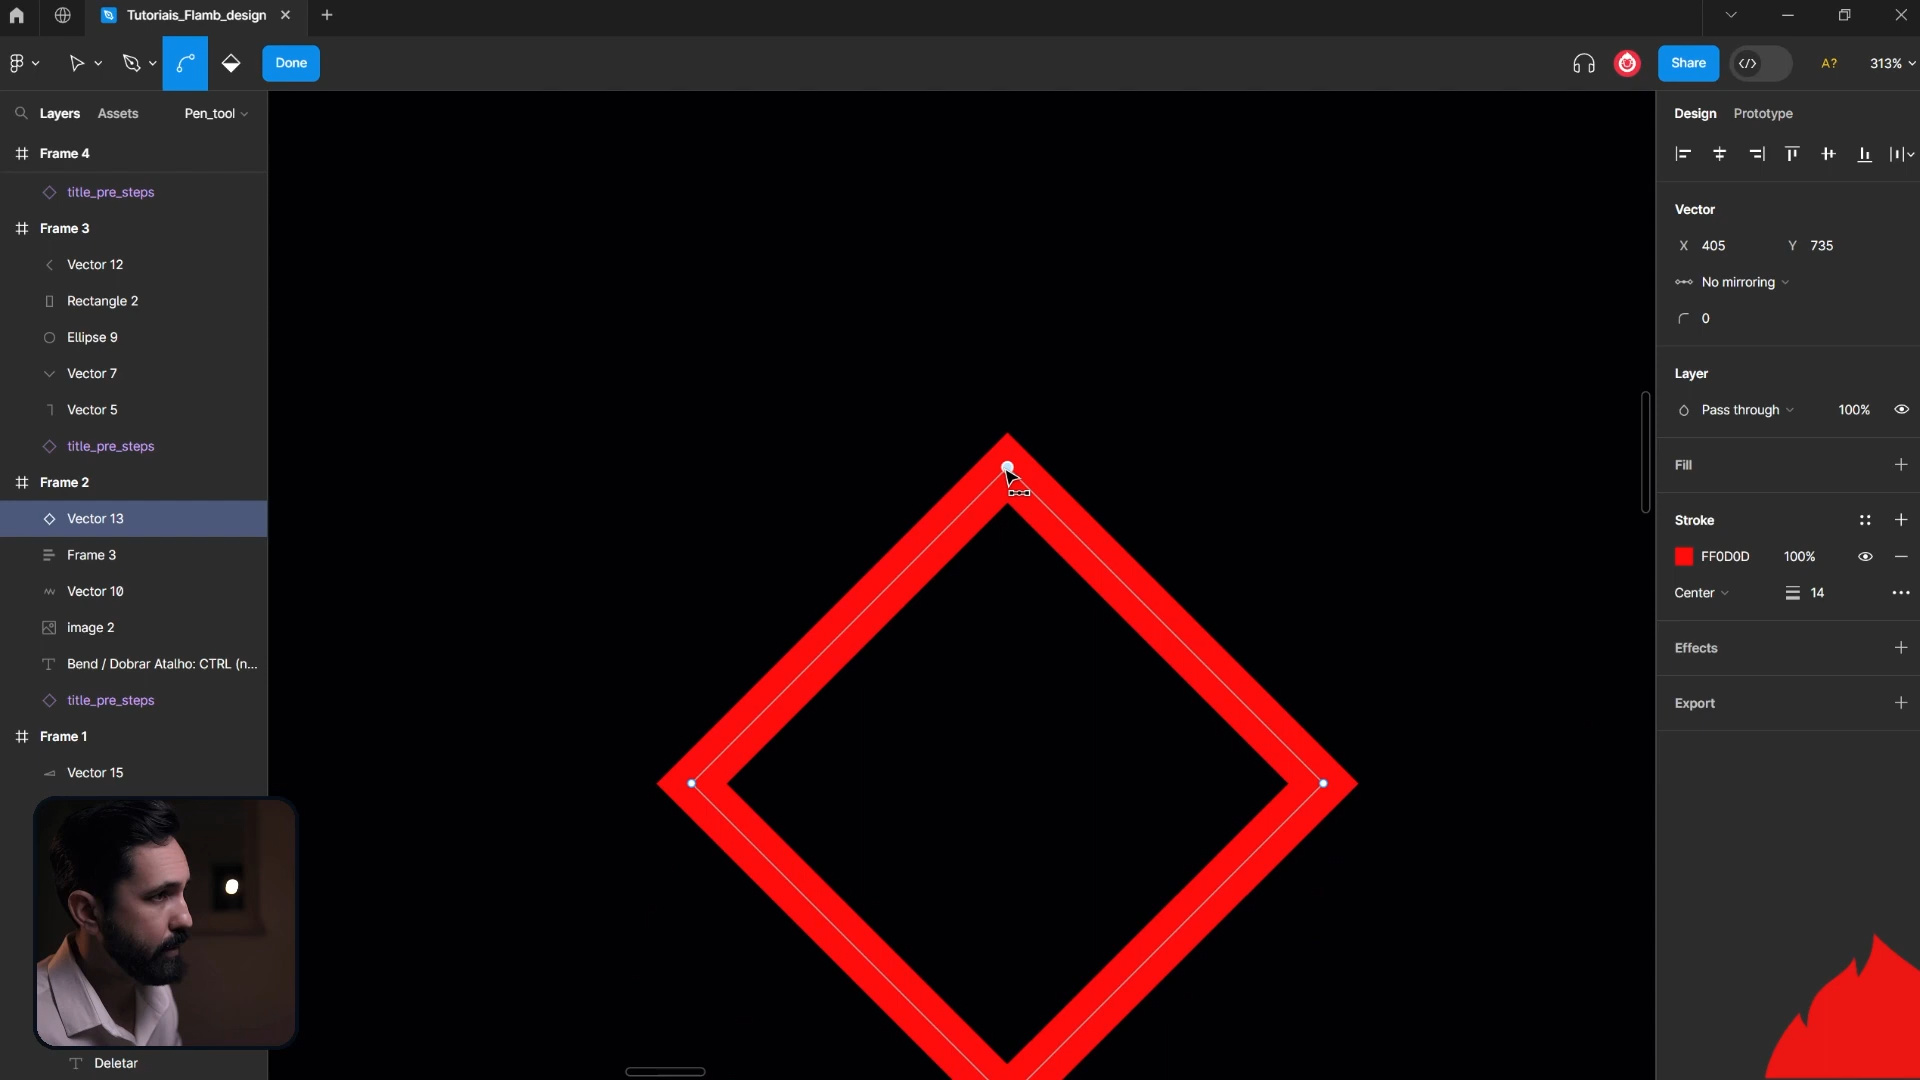 Tutoriais_Flamb_design
Done
Share
A?
313%
Layers
Assets
Pen_tool
Frame 4
title_pre_steps
Frame 3
Vector 12
Rectangle 2
Ellipse 9
Vector 7
Vector 5
title_pre_steps
Frame 2
Vector 13
Frame 3
Vector 10
image 2
Bend / Dobrar Atalho: CTRL (n...
title_pre_steps
Frame 1
Vector 15
Deletar
Design
Prototype
Vector
X 405
Y 735
No mirroring
0
Layer
Pass through
100%
Fill
Stroke
FF0D0D
100%
Center
14
Effects
Export